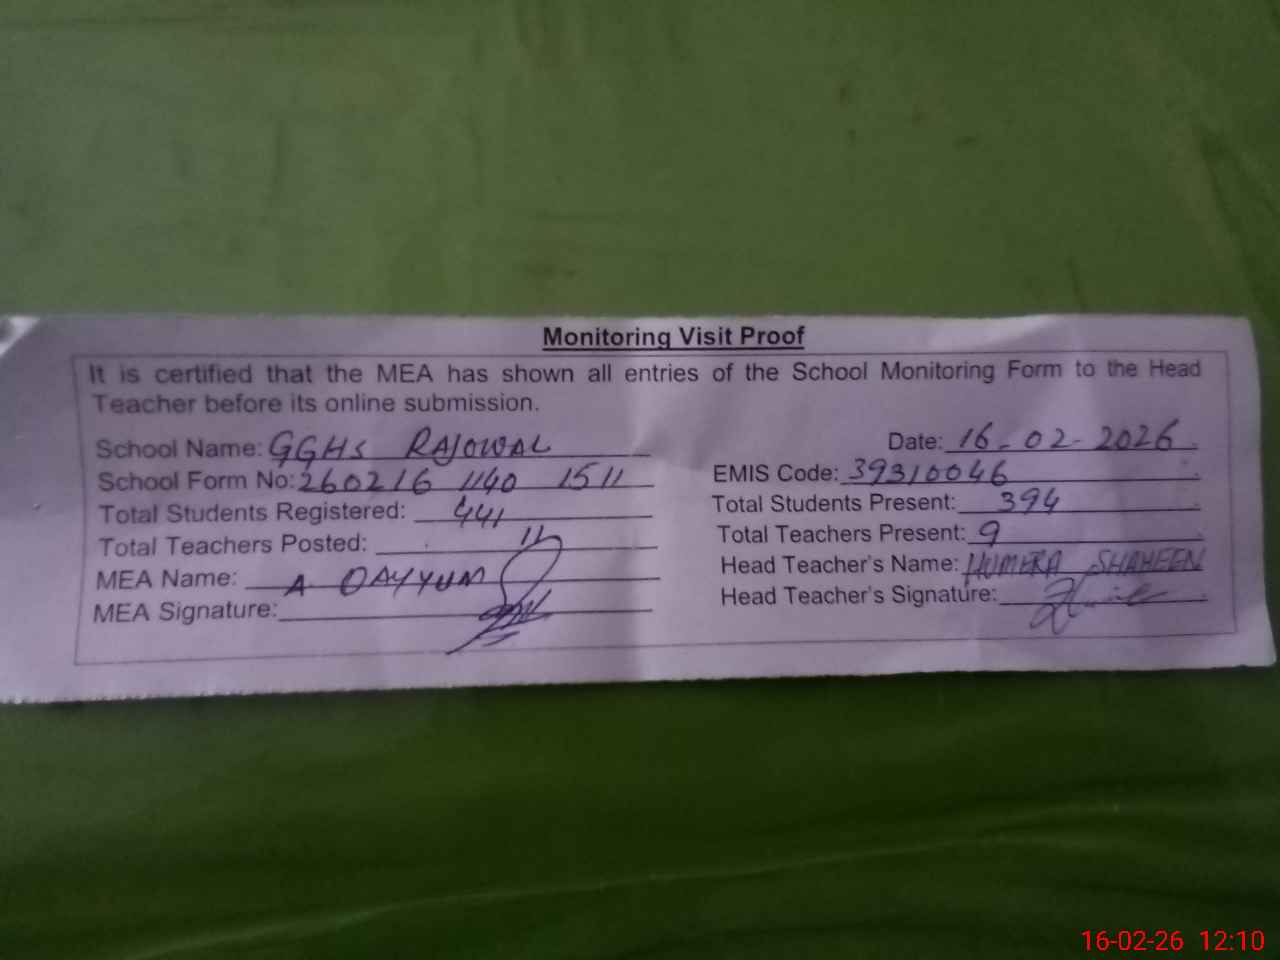 Monitoring Visit Proof
It is certified that the MEA has shown all entries of the School Monitoring Form to the Head
Teacher before its online submission.
School Name: GGHS RAJOWAL Date: 16-02-2026
School Form No: 260216 1140 1511 EMIS Code: 39310046
Total Students Registered: 441 Total Students Present: 394
Total Teachers Posted: 11 Total Teachers Present: 9
MEA Name: A QAYYUM Head Teacher's Name: HUMERA SHAHEEN
MEA Signature: Head Teacher's Signature:
16-02-26 12:10